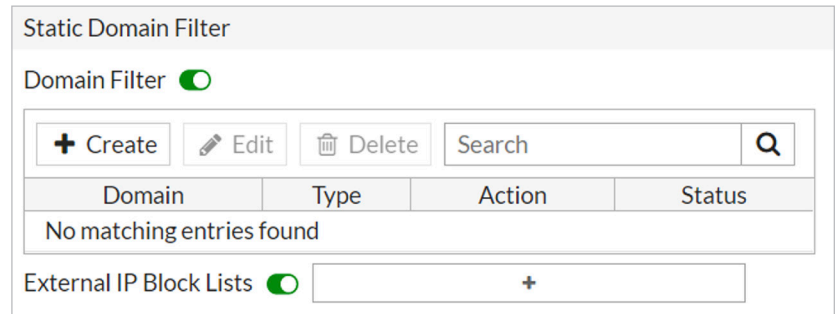 Static Domain Filter
Domain Filter
+ Create Edit Delete Search
Domain Type Action Status
No matching entries found
External IP Block Lists +